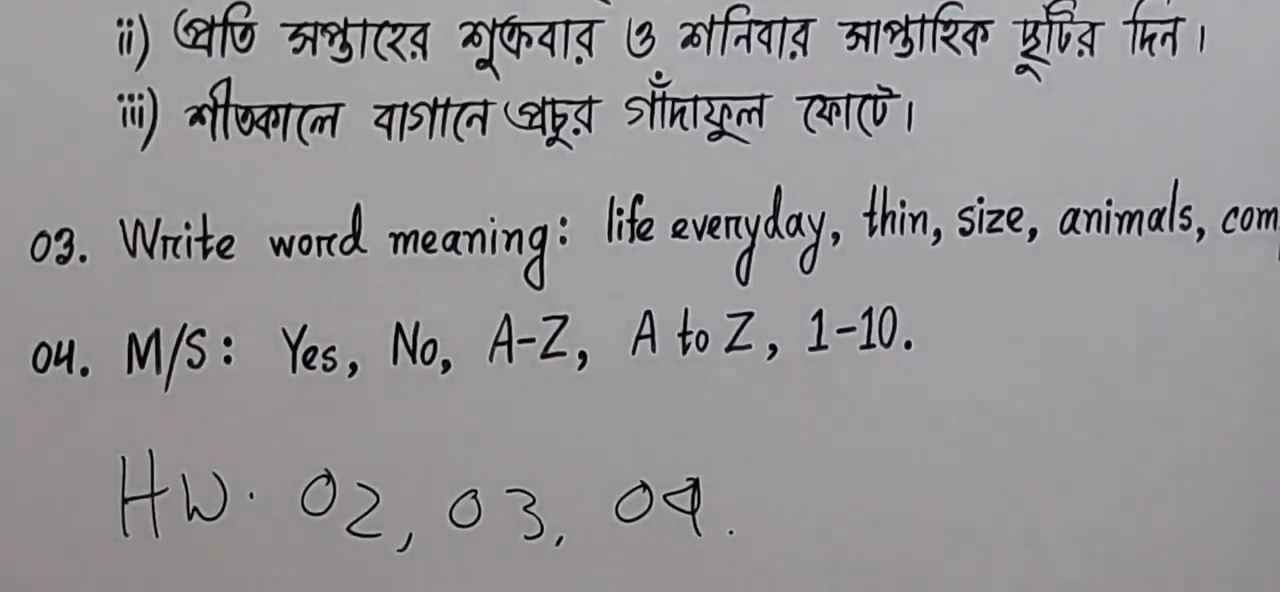 ii) প্রতি সপ্তাহের শুক্রবার ও শনিবার সাপ্তাহিক ছুটির দিন।
iii) শীতকালে বাগানে প্রচুর গাঁদাফুল ফোটে।
03. Write word meaning: life everyday, thin, size, animals, com
04. M/S: Yes, No, A-Z, A to Z, 1-10.
HW. 02, 03, 04.